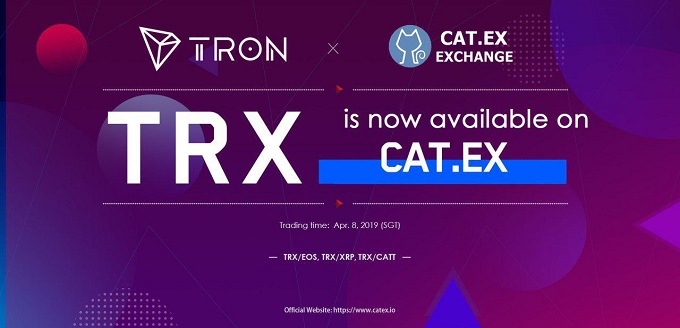 TRON × CAT.EX EXCHANGE
TRX
is now available on
CAT.EX
Trading time: Apr. 8, 2019 (SGT)
— TRX/EOS, TRX/XRP, TRX/CATT —
Official Website: https://www.catex.io